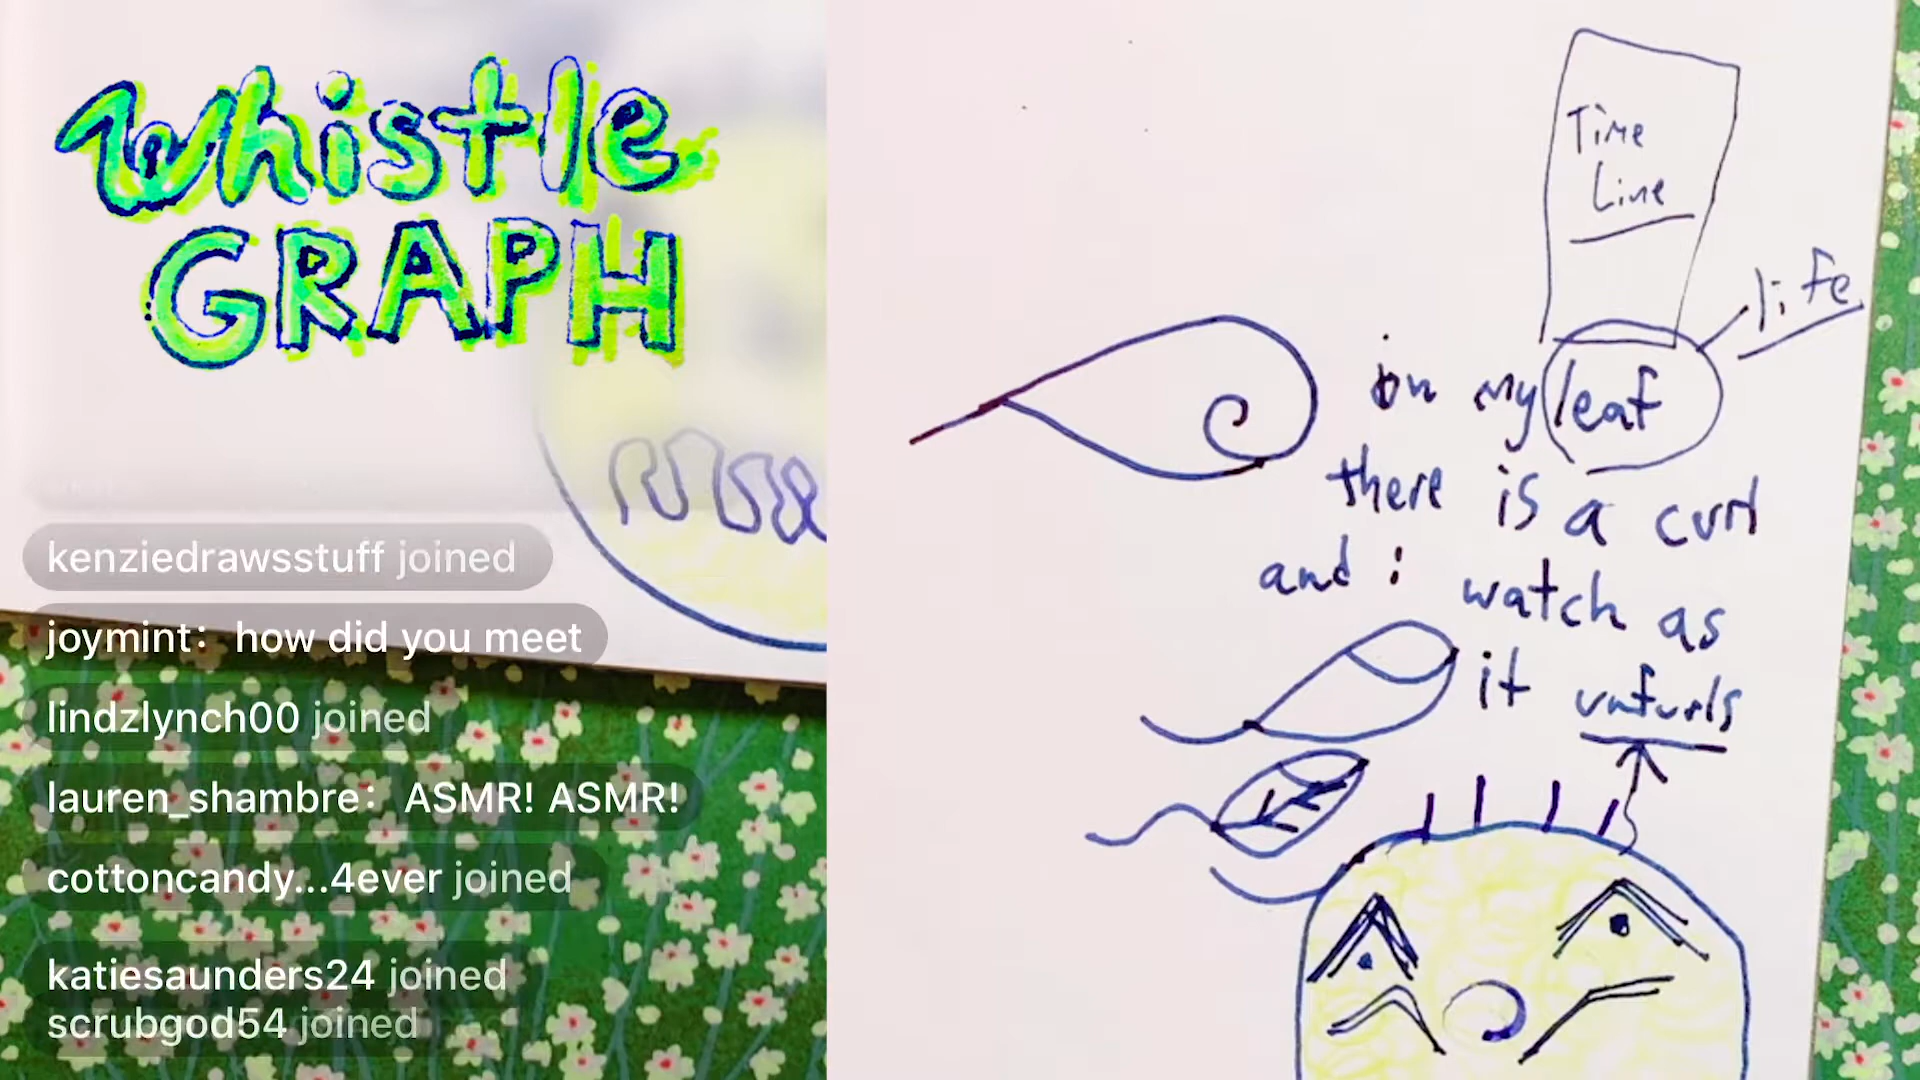 Whistle
GRAPH
kenziedrawsstuff joined
joymint: how did you meet
lindzlynch00 joined
lauren_shambre: ASMR! ASMR!
cottoncandy...4ever joined
katiesaunders24 joined
scrubgod54 joined
Time
Line
life
in my leaf
there is a curl
and i watch as
it unfurls